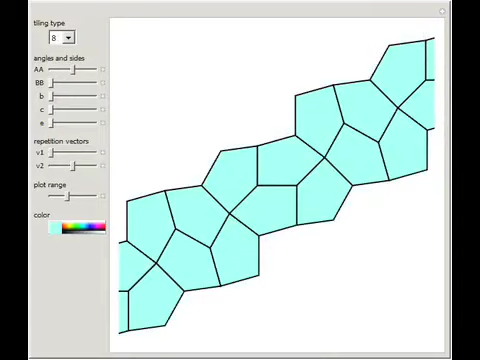 tiling type
8
angles and sides
AA
BB
b
c
e
repetition vectors
v1
v2
plot range
color